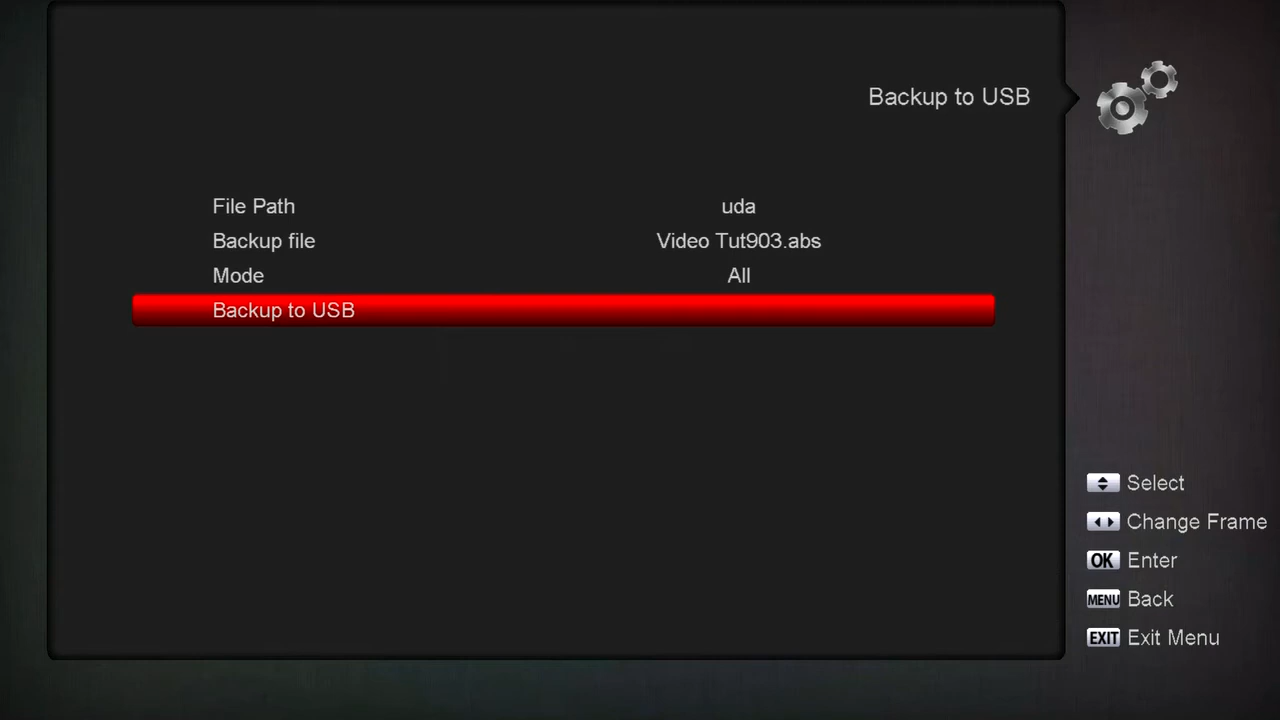 Backup to USB
File Path uda
Backup file Video Tut903.abs
Mode All
Backup to USB
Select
Change Frame
OK Enter
MENU Back
EXIT Exit Menu